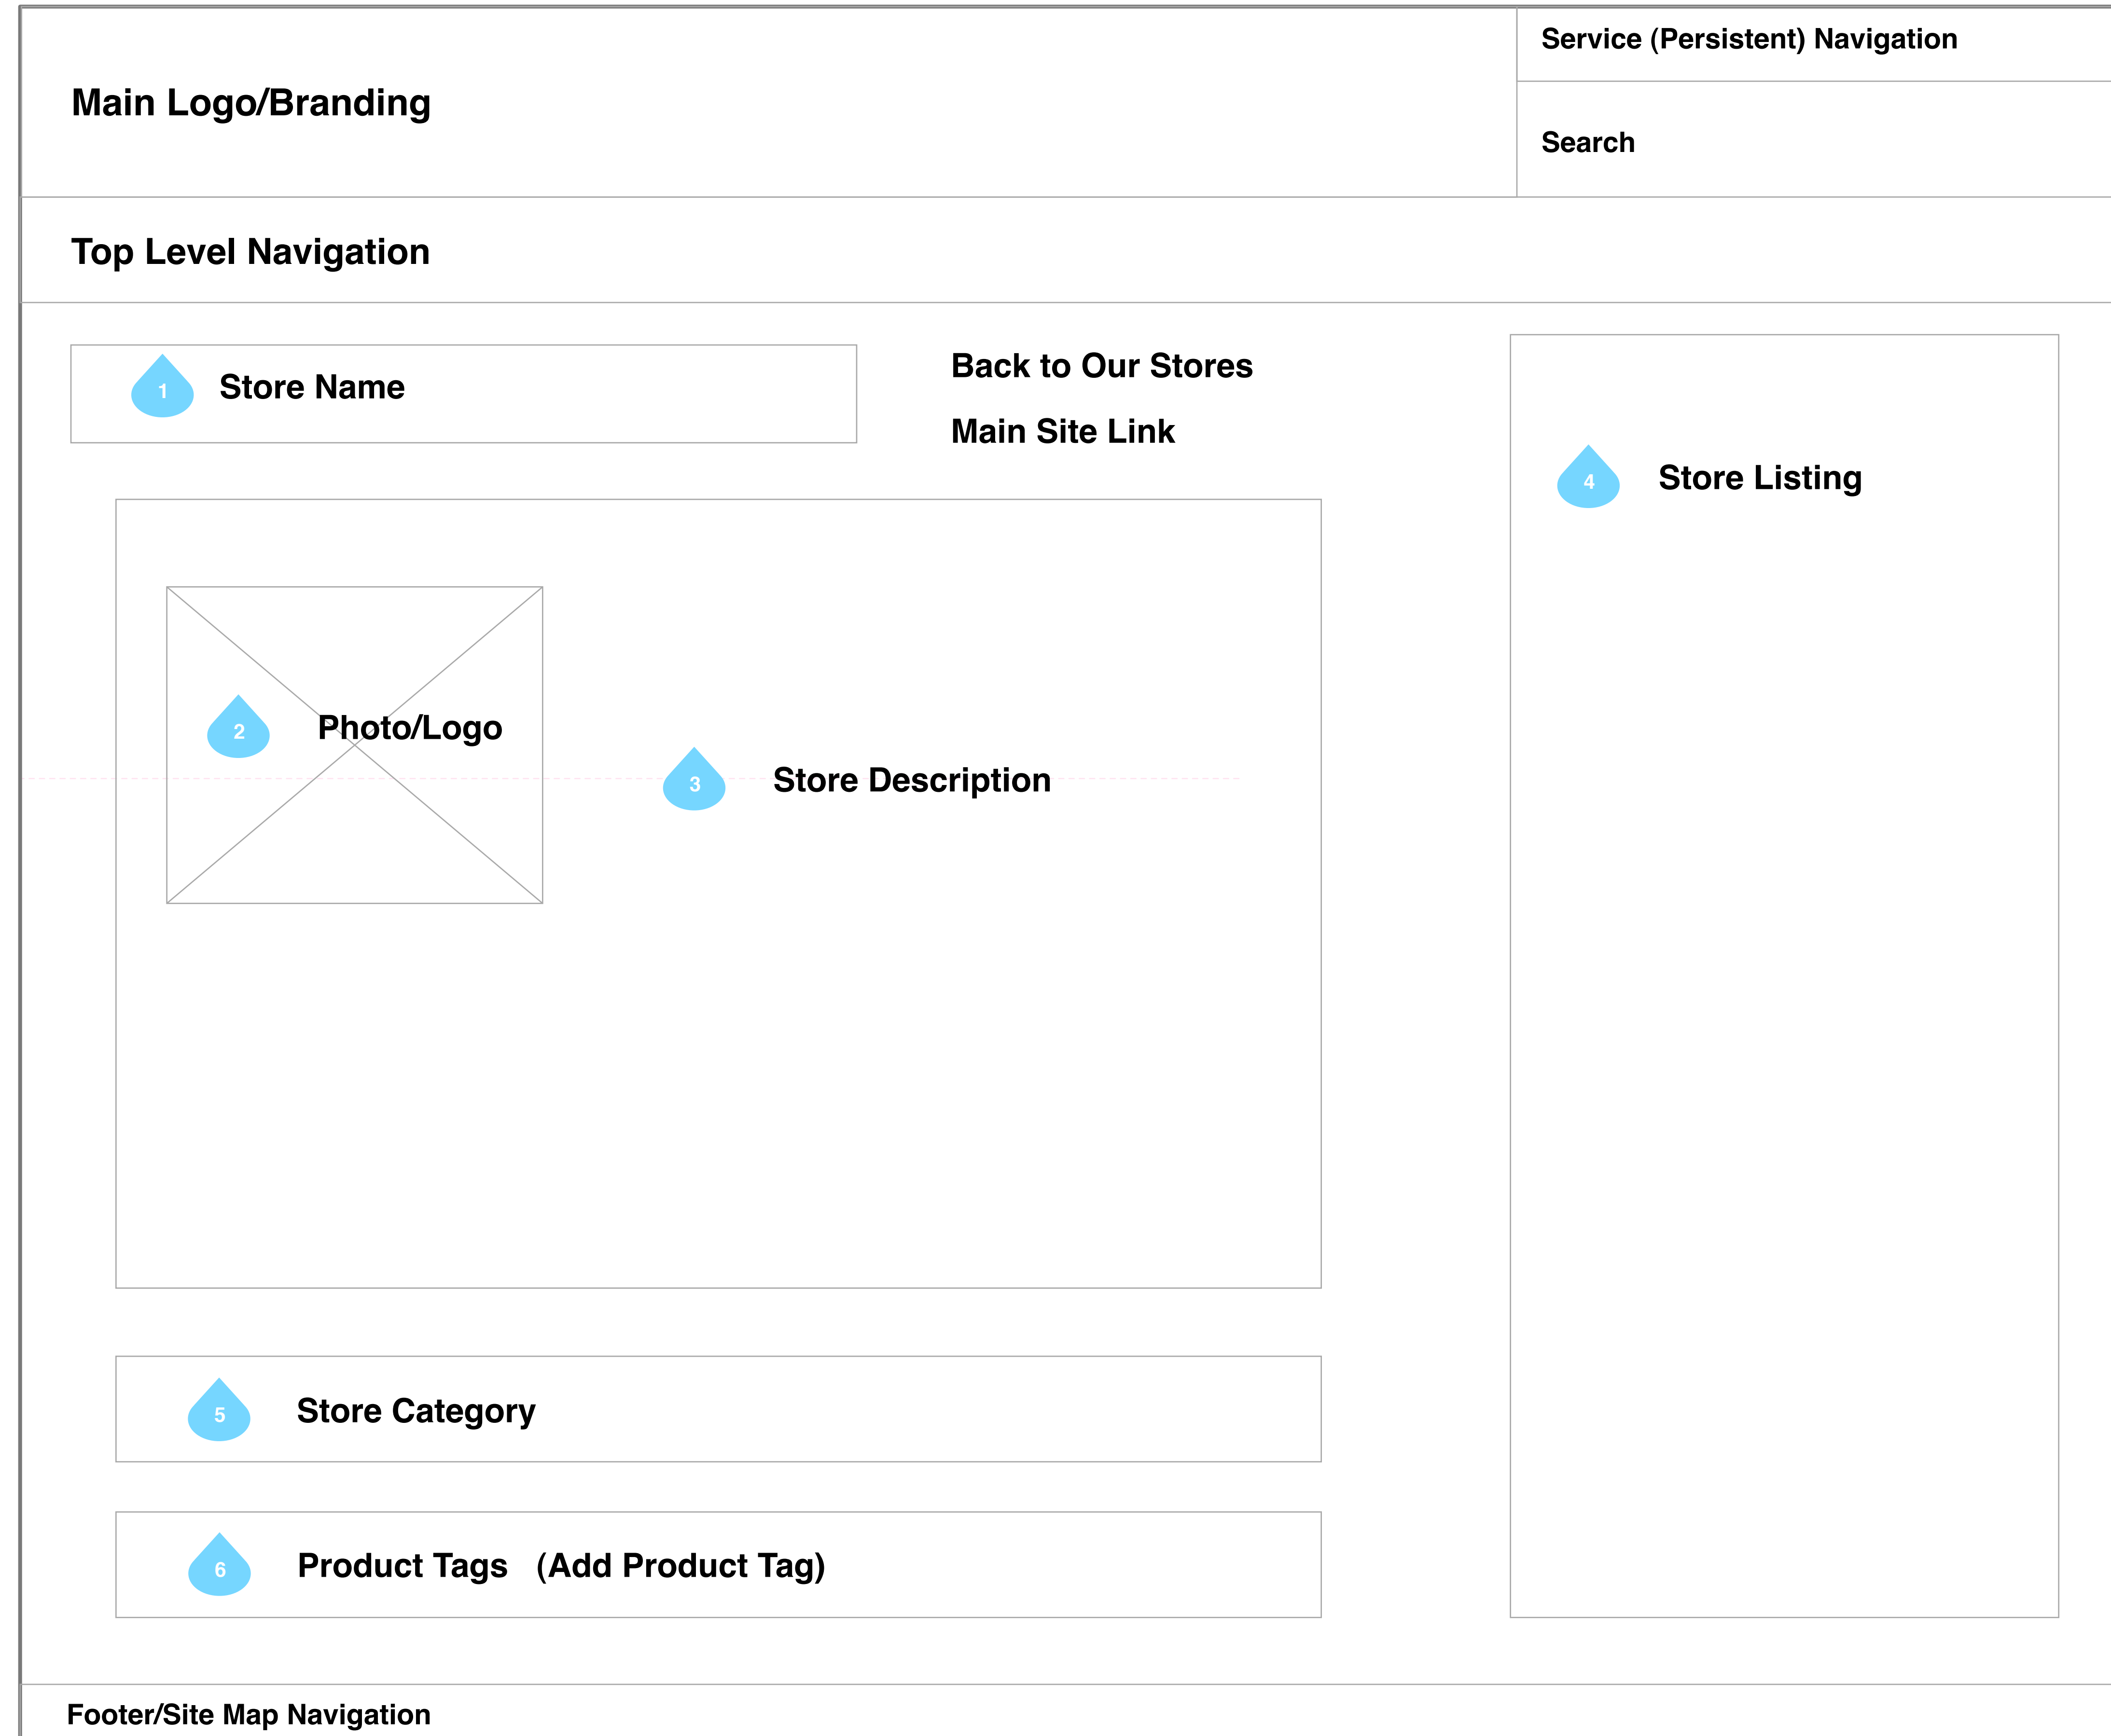 Service (Persistent) Navigation
Main Logo/Branding
Search
Top Level Navigation
1 Store Name
Back to Our Stores
Main Site Link
4 Store Listing
2 Photo/Logo
3 Store Description
5 Store Category
6 Product Tags (Add Product Tag)
Footer/Site Map Navigation